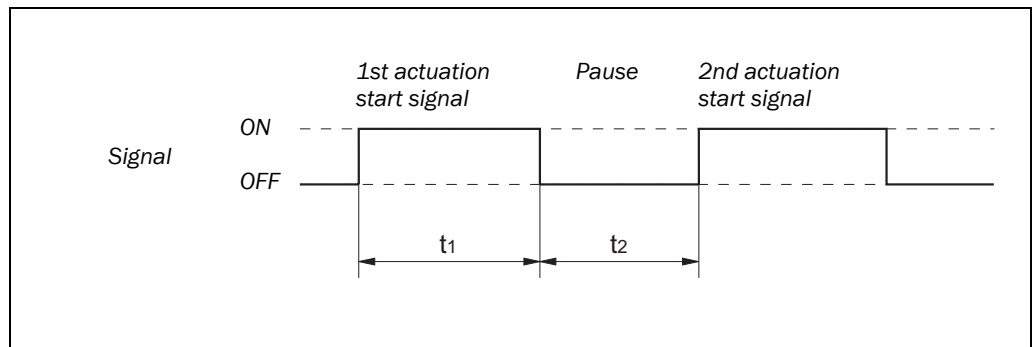 1st actuation
start signal
Pause
2nd actuation
start signal
ON
Signal
OFF
t1
t2